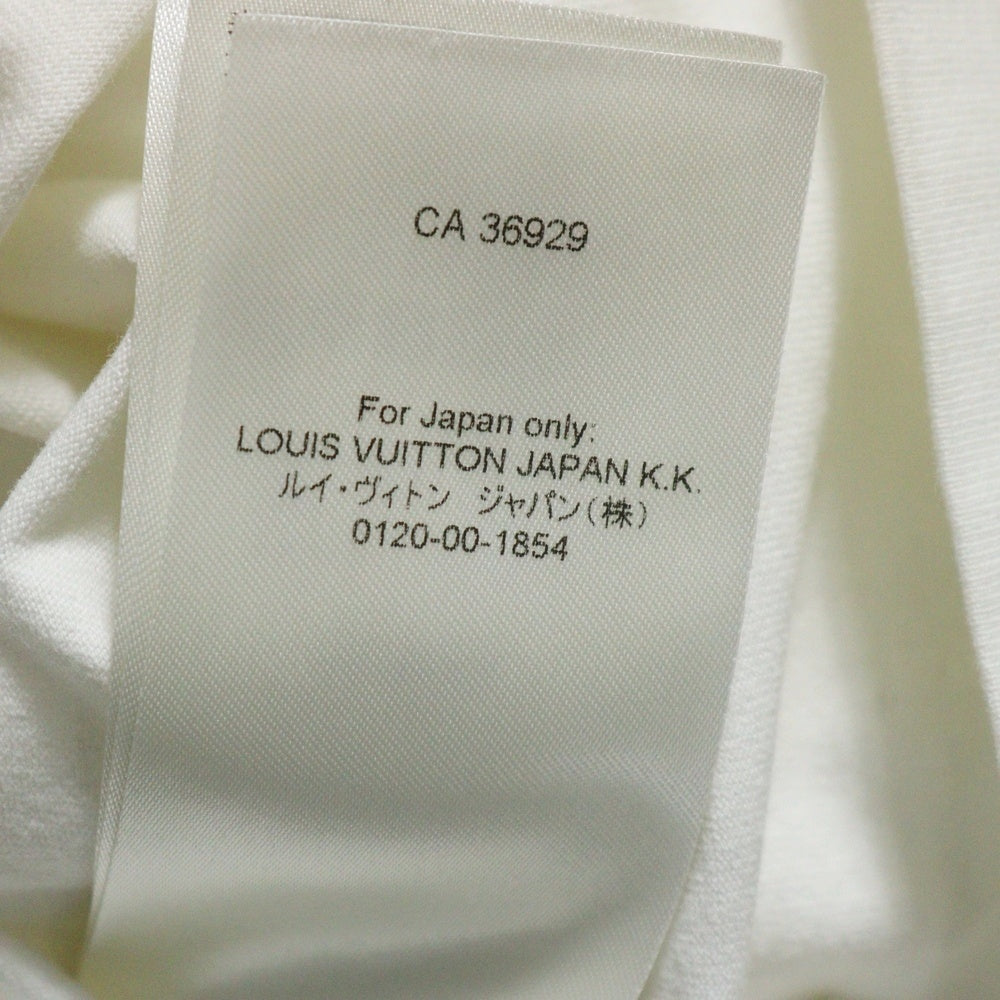 CA 36929
For Japan only:
LOUIS VUITTON JAPAN K.K.
ルイ・ヴィトン ジャパン(株)
0120-00-1854